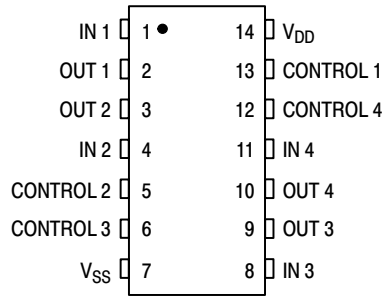 IN 1 1 14 V_DD
OUT 1 2 13 CONTROL 1
OUT 2 3 12 CONTROL 4
IN 2 4 11 IN 4
CONTROL 2 5 10 OUT 4
CONTROL 3 6 9 OUT 3
V_SS 7 8 IN 3